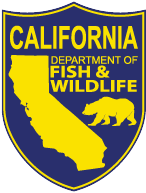 CALIFORNIA
DEPARTMENT OF
FISH &
WILDLIFE